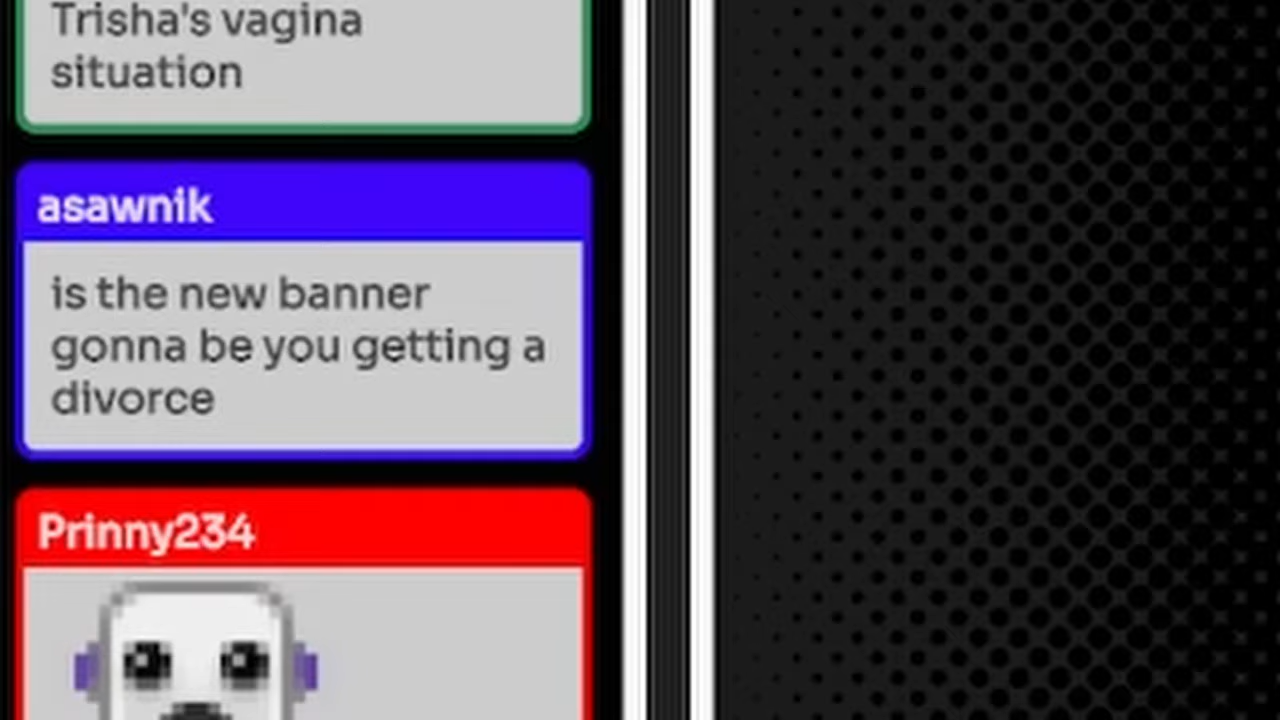 Trisha's vagina
situation
asawnik
is the new banner
gonna be you getting a
divorce
Prinny234